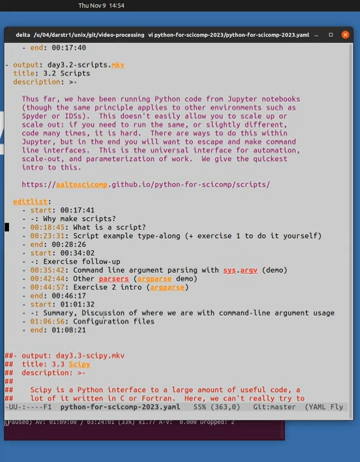 Thu Nov 9  14:54
delta  /u/04/darstr1/unix/git/video-processing  vi python-for-scicomp-2023/python-for-scicomp-2023.yaml
- end: 00:17:40
- output: day3.2-scripts.mkv
title: 3.2 Scripts
description: >-
Thus far, we have been running Python code from Jupyter notebooks
(though the same principle applies to other environments such as
Spyder or IDSs).  This doesn't easily allow you to scale up or
scale out: if you need to run the same, or slightly different,
code many times, it is hard.  There are ways to do this within
Jupyter, but in the end you will want to escape and make command
line interfaces.  This is the universal interface for automation,
scale-out, and parameterization of work.  We give the quickest
intro to this.
https://aaltoscicomp.github.io/python-for-scicomp/scripts/
editlist:
- start: 00:17:41
- -: Why make scripts?
- 00:18:45: What is a script?
- 00:23:31: Script example type-along (+ exercise 1 to do it yourself)
- end: 00:28:26
- start: 00:34:02
- -: Exercise follow-up
- 00:35:42: Command line argument parsing with sys.argv (demo)
- 00:42:44: Other parsers (argparse demo)
- 00:44:57: Exercise 2 intro (argparse)
- end: 00:46:17
- start: 01:01:32
- -: Summary, Discussion of where we are with command-line argument usage
- 01:06:56: Configuration files
- end: 01:08:21
##- output: day3.3-scipy.mkv
##  title: 3.3 Scipy
##  description: >-
##
##    Scipy is a Python interface to a large amount of useful code, a
##    lot of it written in C or Fortran.  Here, we can't really try to
-UU-:----F1  python-for-scicomp-2023.yaml   55% (363,0)    Git:master  (YAML Fly